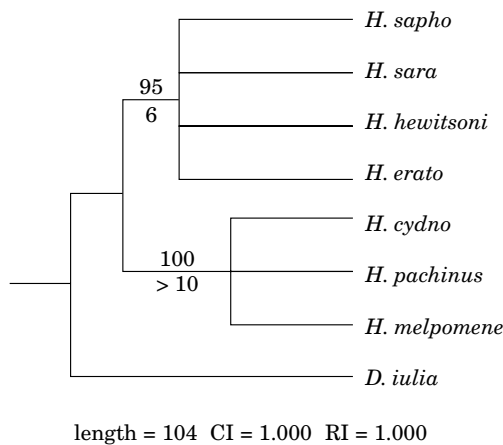 H. sapho
95
H. sara
6
H. hewitsoni
H. erato
H. cydno
100
H. pachinus
> 10
H. melpomene
D. iulia
length = 104 CI = 1.000 RI = 1.000